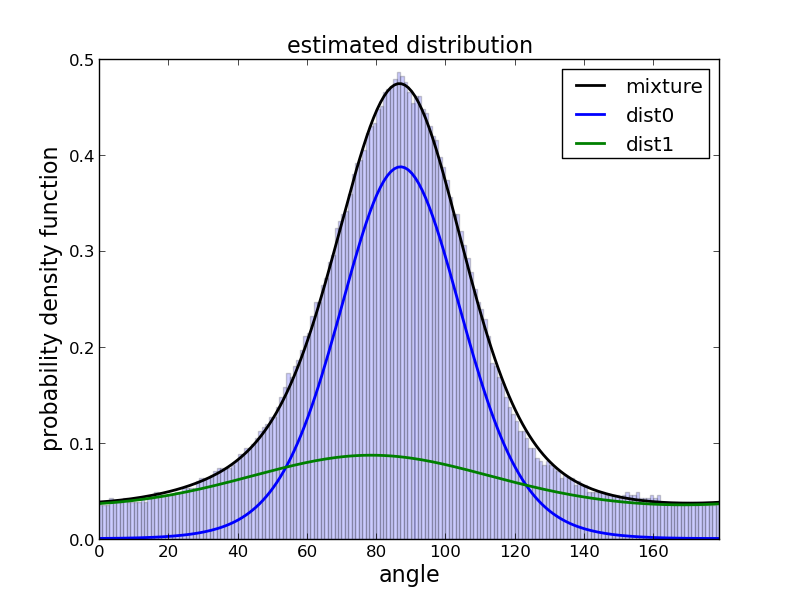 estimated distribution
mixture
dist0
dist1
probability density function
0.5
0.4
0.3
0.2
0.1
0.0
0 20 40 60 80 100 120 140 160
angle